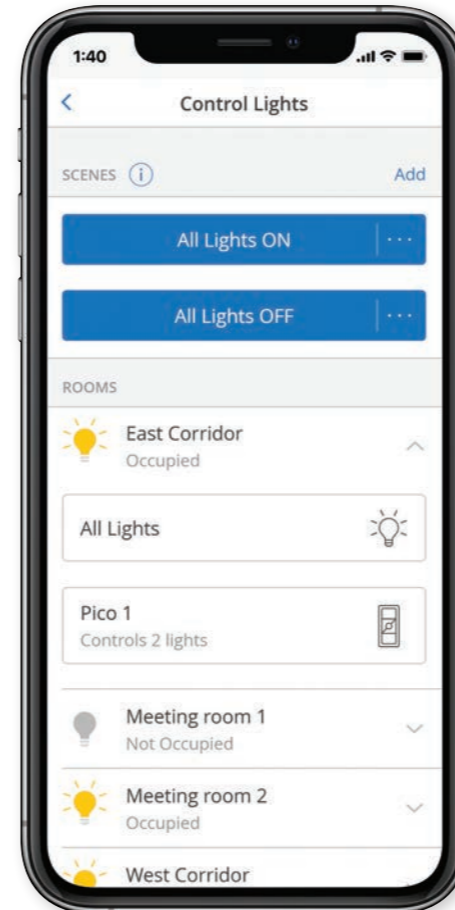 1:40
Control Lights
SCENES i Add
All Lights ON
All Lights OFF
ROOMS
East Corridor
Occupied
All Lights
Pico 1
Controls 2 lights
Meeting room 1
Not Occupied
Meeting room 2
Occupied
West Corridor